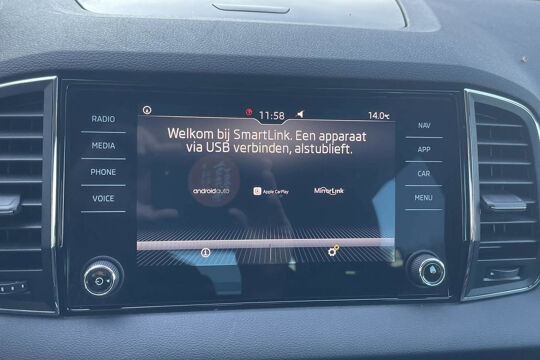 11:58
14.0°C
RADIO
MEDIA
PHONE
VOICE
Welkom bij SmartLink. Een apparaat
via USB verbinden, alstublieft.
androidauto
Apple CarPlay
MirrorLink
NAV
APP
CAR
MENU